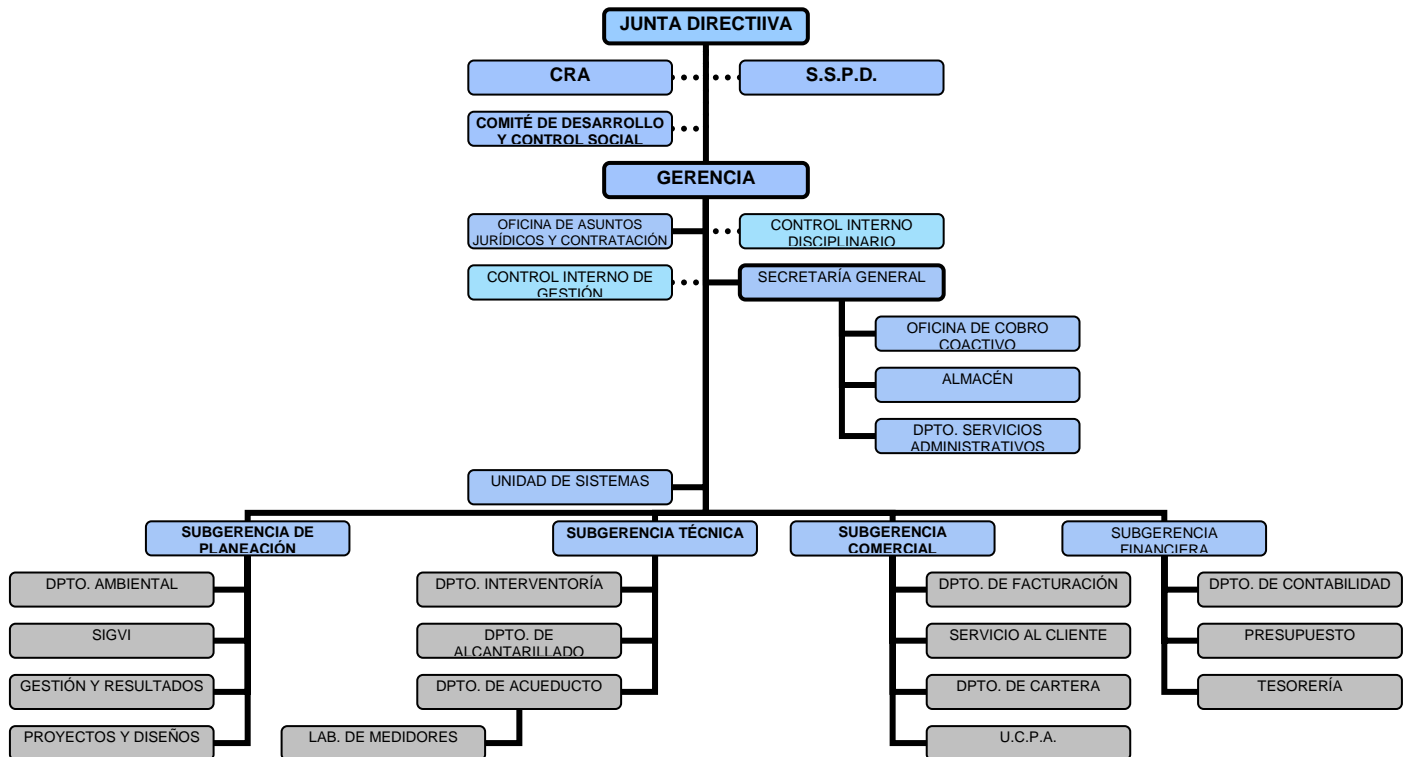 JUNTA DIRECTIIVA
CRA
S.S.P.D.
COMITÉ DE DESARROLLO
Y CONTROL SOCIAL
GERENCIA
OFICINA DE ASUNTOS
JURÍDICOS Y CONTRATACIÓN
CONTROL INTERNO
DISCIPLINARIO
CONTROL INTERNO DE
GESTIÓN
SECRETARÍA GENERAL
OFICINA DE COBRO
COACTIVO
ALMACÉN
DPTO. SERVICIOS
ADMINISTRATIVOS
UNIDAD DE SISTEMAS
SUBGERENCIA DE
PLANEACIÓN
SUBGERENCIA TÉCNICA
SUBGERENCIA
COMERCIAL
SUBGERENCIA
FINANCIERA
DPTO. AMBIENTAL
DPTO. INTERVENTORÍA
DPTO. DE FACTURACIÓN
DPTO. DE CONTABILIDAD
SIGVI
DPTO. DE
ALCANTARILLADO
SERVICIO AL CLIENTE
PRESUPUESTO
GESTIÓN Y RESULTADOS
DPTO. DE ACUEDUCTO
DPTO. DE CARTERA
TESORERÍA
PROYECTOS Y DISEÑOS
LAB. DE MEDIDORES
U.C.P.A.